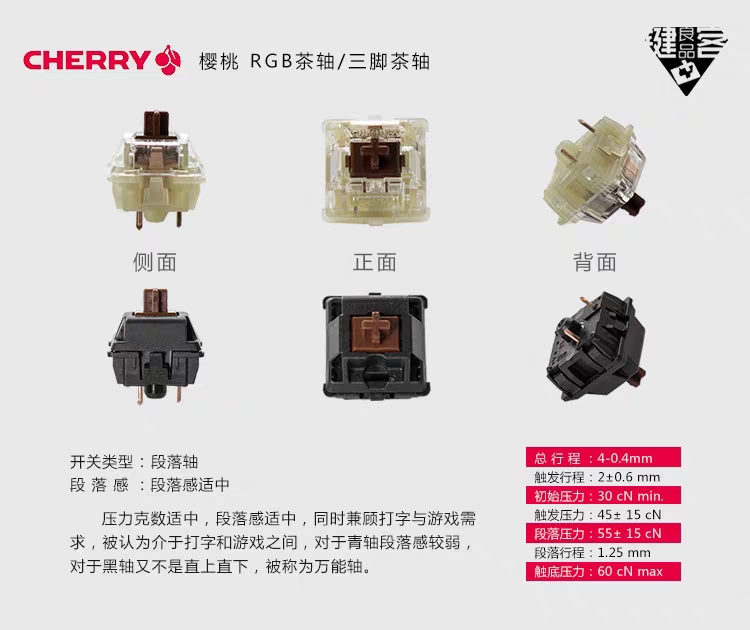 CHERRY 樱桃 RGB茶轴/三脚茶轴
键良品客
侧面 正面 背面
开关类型：段落轴
段 落 感：段落感适中
压力克数适中，段落感适中，同时兼顾打字与游戏需
求，被认为介于打字和游戏之间，对于青轴段落感较弱，
对于黑轴又不是直上直下，被称为万能轴。
总 行 程：4-0.4mm
触发行程：2±0.6 mm
初始压力：30 cN min.
触发压力：45± 15 cN
段落压力：55± 15 cN
段落行程：1.25 mm
触底压力：60 cN max